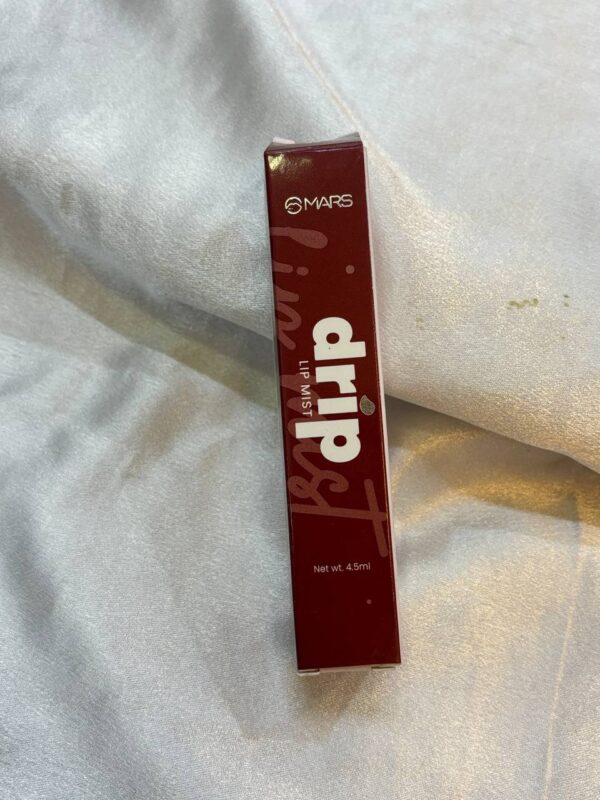 MARS
drip
LIP MIST
lip mist
Net wt. 4.5ml